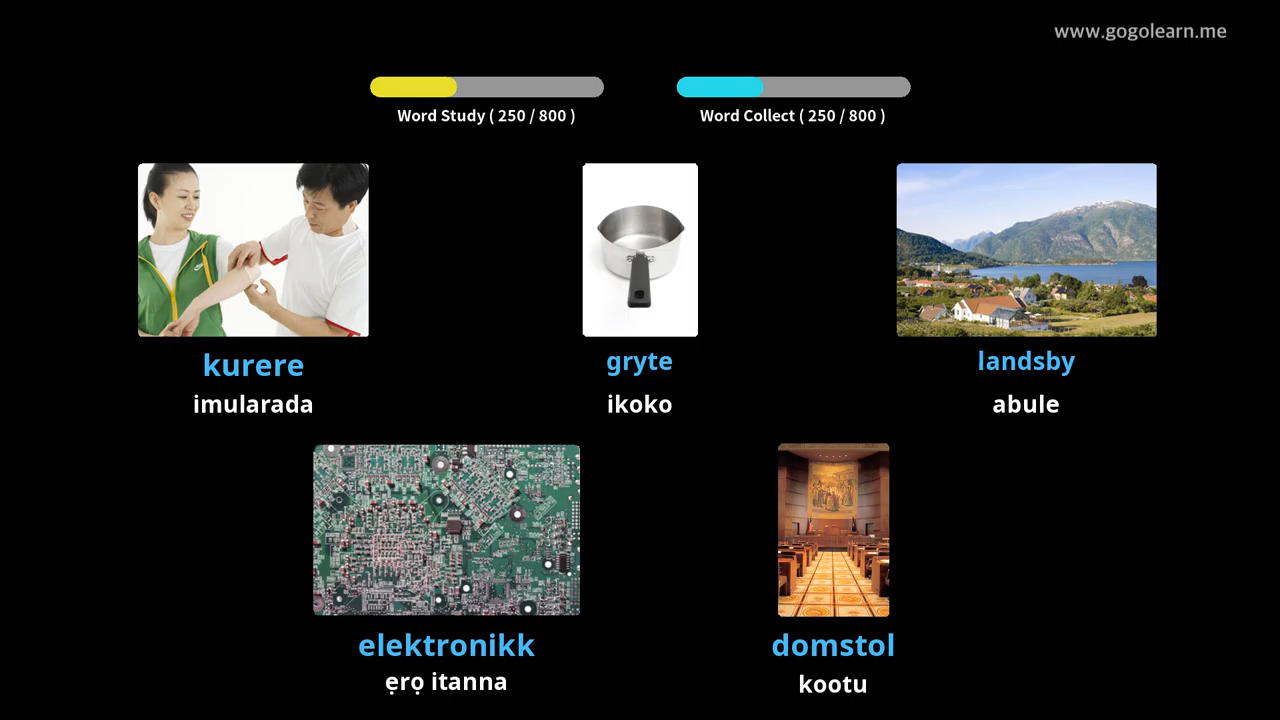 www.gogolearn.me
Word Study ( 250 / 800 )
Word Collect ( 250 / 800 )
kurere
imularada
gryte
ikoko
landsby
abule
elektronikk
ẹrọ itanna
domstol
kootu